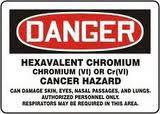 DANGER
HEXAVALENT CHROMIUM
CHROMIUM (VI) OR Cr(VI)
CANCER HAZARD
CAN DAMAGE SKIN, EYES, NASAL PASSAGES, AND LUNGS.
AUTHORIZED PERSONNEL ONLY.
RESPIRATORS MAY BE REQUIRED IN THIS AREA.